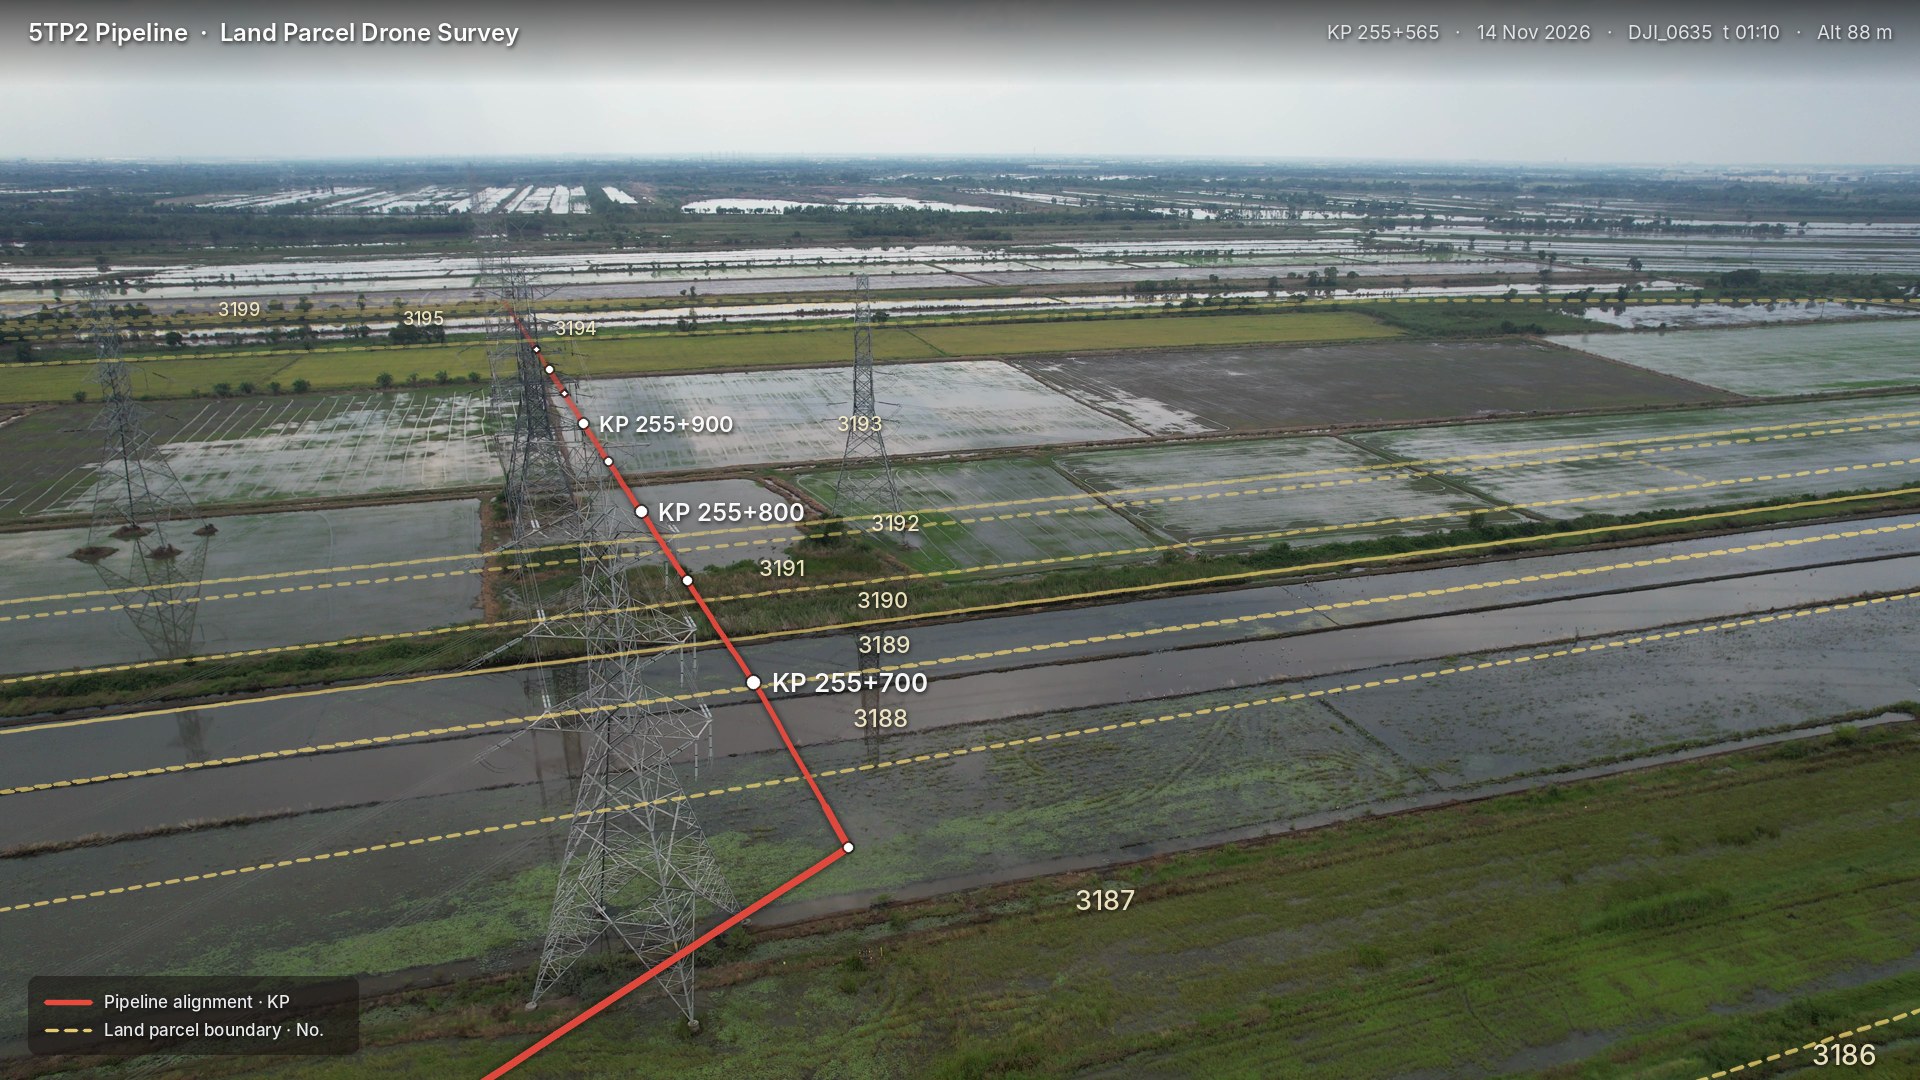 5TP2 Pipeline · Land Parcel Drone Survey
KP 255+565 · 14 Nov 2026 · DJI_0635 t 01:10 · Alt 88 m
3199
3195
3194
KP 255+900
3193
KP 255+800
3192
3191
3190
3189
KP 255+700
3188
3187
Pipeline alignment · KP
Land parcel boundary · No.
3186